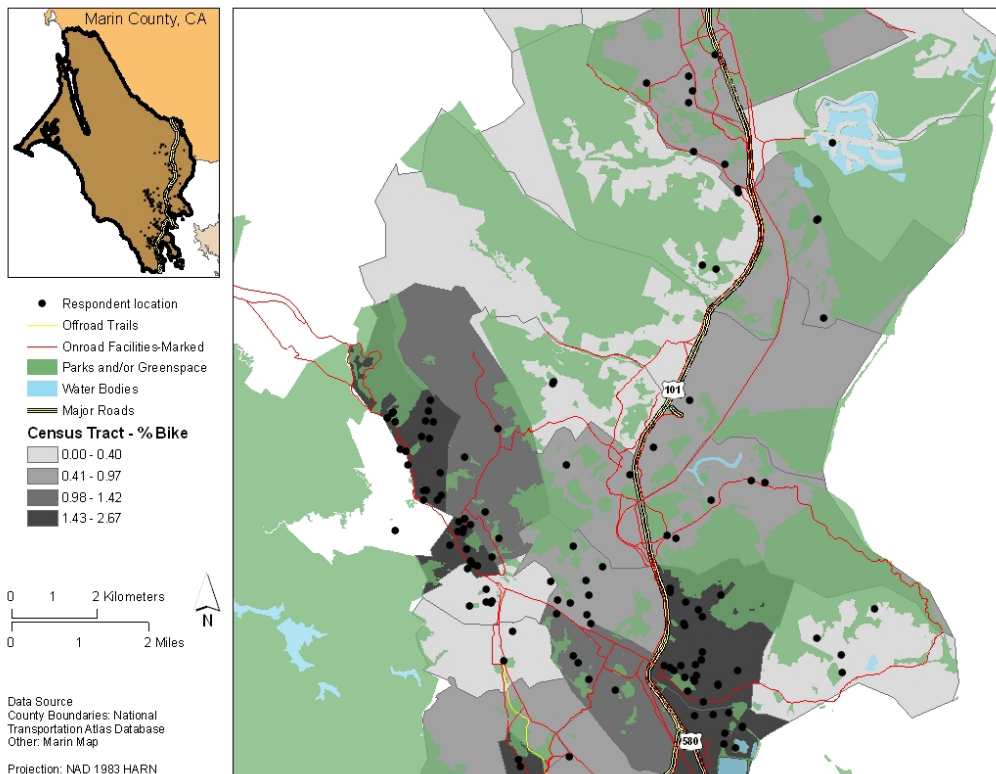 Marin County, CA
Respondent location
Offroad Trails
Onroad Facilities-Marked
Parks and/or Greenspace
Water Bodies
Major Roads
Census Tract - % Bike
0.00 - 0.40
0.41 - 0.97
0.98 - 1.42
1.43 - 2.67
0 1 2 Kilometers
0 1 2 Miles
N
Data Source
County Boundaries: National
Transportation Atlas Database
Other: Marin Map
Projection: NAD 1983 HARN
101
580